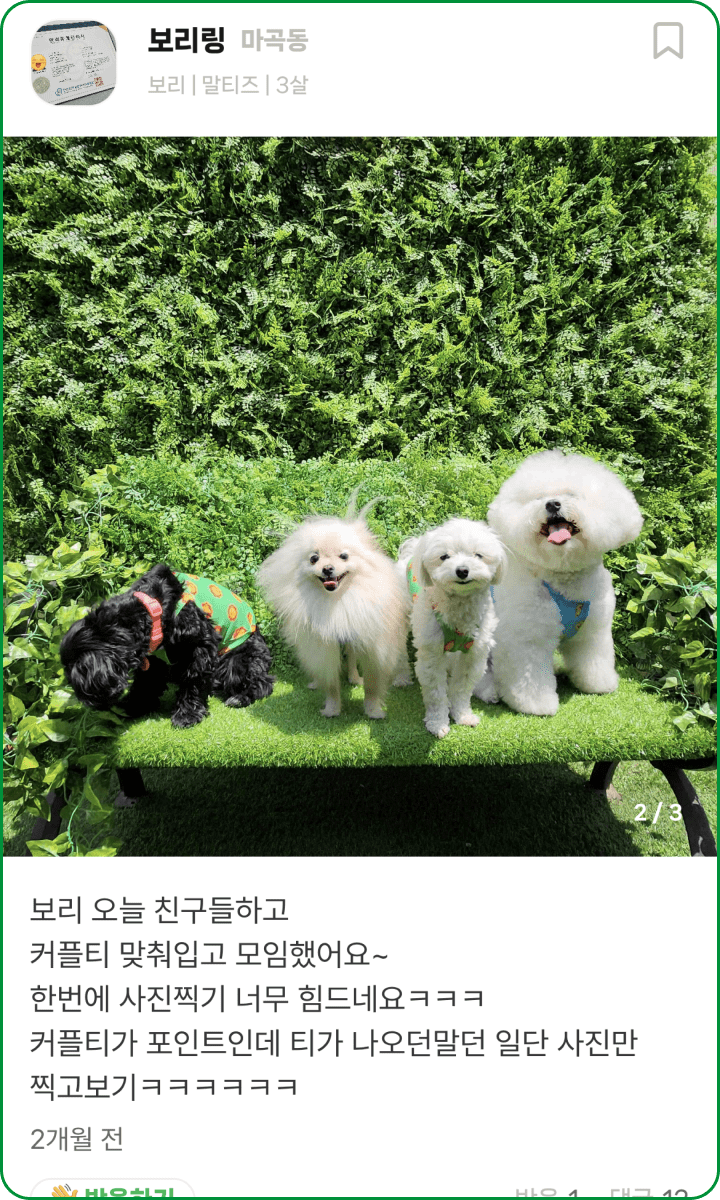 보리링 마곡동
보리 | 말티즈 | 3살
2 / 3
보리 오늘 친구들하고
커플티 맞춰입고 모임했어요~
한번에 사진찍기 너무 힘드네요ㅋㅋㅋ
커플티가 포인트인데 티가 나오던말던 일단 사진만
찍고보기ㅋㅋㅋㅋㅋㅋ
2개월 전
반응하기